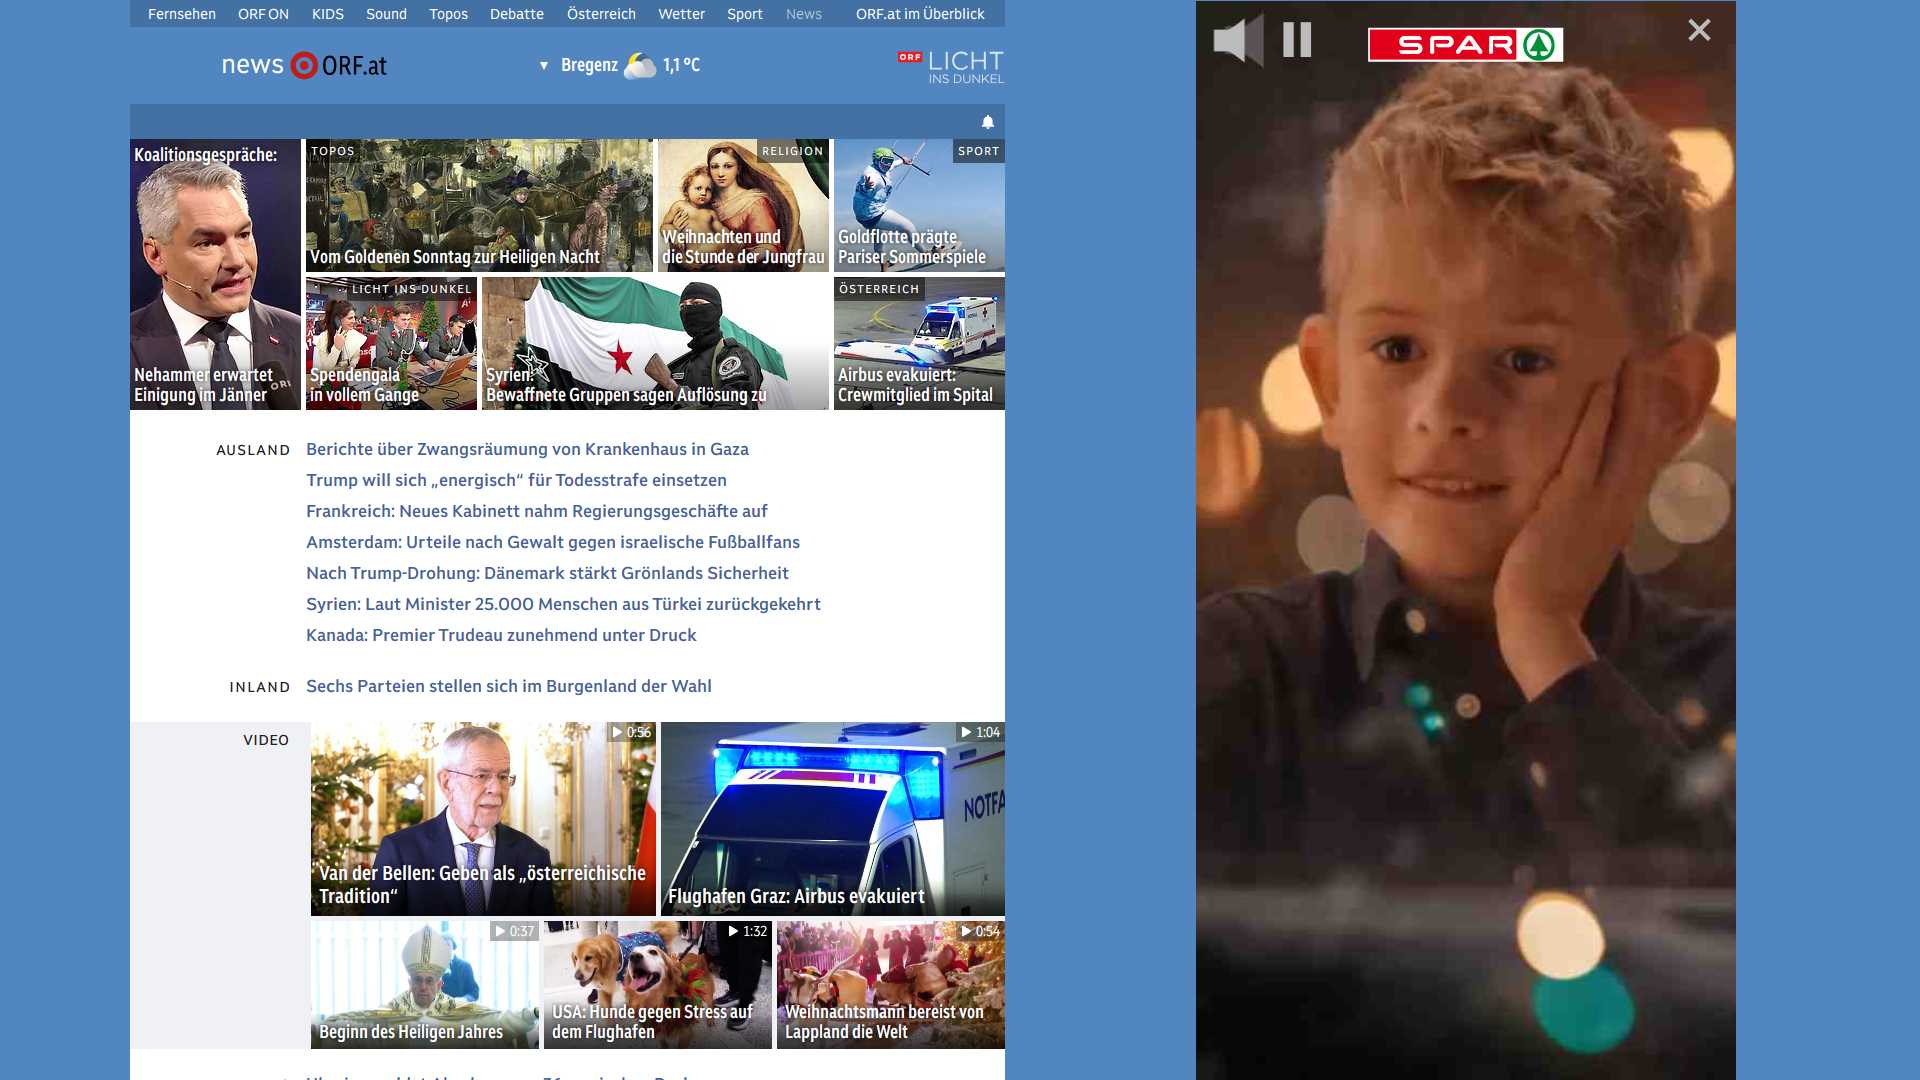 Fernsehen ORF ON KIDS Sound Topos Debatte Österreich Wetter Sport News ORF.at im Überblick
news ORF.at
Bregenz 1,1 °C
ORF LICHT
INS DUNKEL
Koalitionsgespräche:
Nehammer erwartet
Einigung im Jänner
TOPOS
Vom Goldenen Sonntag zur Heiligen Nacht
RELIGION
Weihnachten und
die Stunde der Jungfrau
SPORT
Goldflotte prägte
Pariser Sommerspiele
LICHT INS DUNKEL
Spendengala
in vollem Gange
Syrien:
Bewaffnete Gruppen sagen Auflösung zu
ÖSTERREICH
Airbus evakuiert:
Crewmitglied im Spital
AUSLAND
Berichte über Zwangsräumung von Krankenhaus in Gaza
Trump will sich „energisch“ für Todesstrafe einsetzen
Frankreich: Neues Kabinett nahm Regierungsgeschäfte auf
Amsterdam: Urteile nach Gewalt gegen israelische Fußballfans
Nach Trump-Drohung: Dänemark stärkt Grönlands Sicherheit
Syrien: Laut Minister 25.000 Menschen aus Türkei zurückgekehrt
Kanada: Premier Trudeau zunehmend unter Druck
INLAND
Sechs Parteien stellen sich im Burgenland der Wahl
VIDEO
0:56
Van der Bellen: Geben als „österreichische
Tradition“
1:04
NOTFA
Flughafen Graz: Airbus evakuiert
0:37
Beginn des Heiligen Jahres
1:32
USA: Hunde gegen Stress auf
dem Flughafen
0:54
Weihnachtsmann bereist von
Lappland die Welt
SPAR